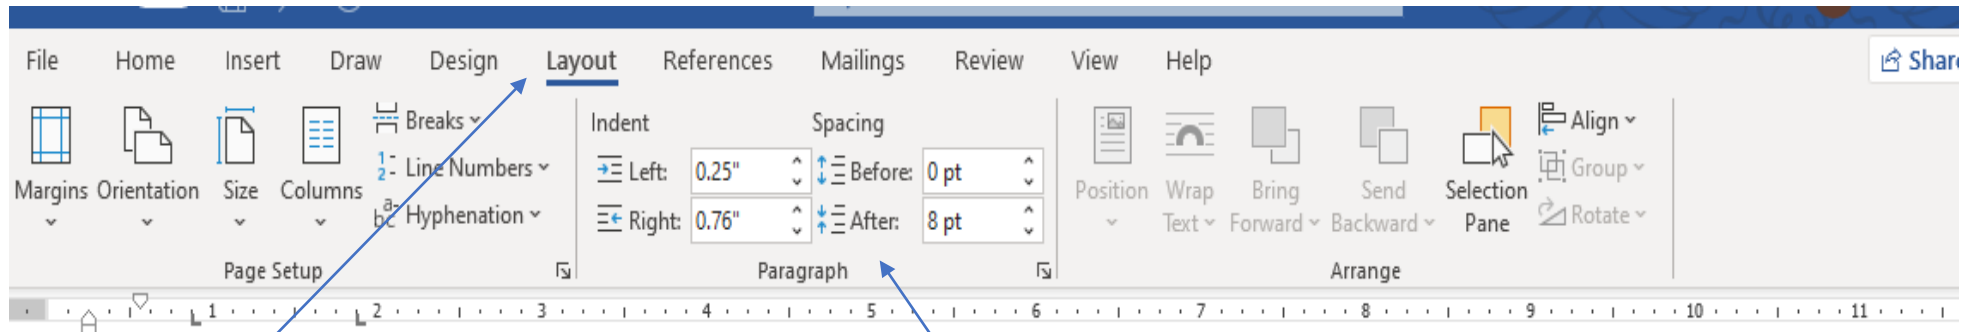 File Home Insert Draw Design Layout References Mailings Review View Help Share
Breaks Indent Spacing Align
Line Numbers Left: 0.25" Before: 0 pt Group
Margins Orientation Size Columns Position Wrap Bring Send Selection
Hyphenation Right: 0.76" After: 8 pt Text Forward Backward Pane Rotate
Page Setup Paragraph Arrange
1 2 3 4 5 6 7 8 9 10 11